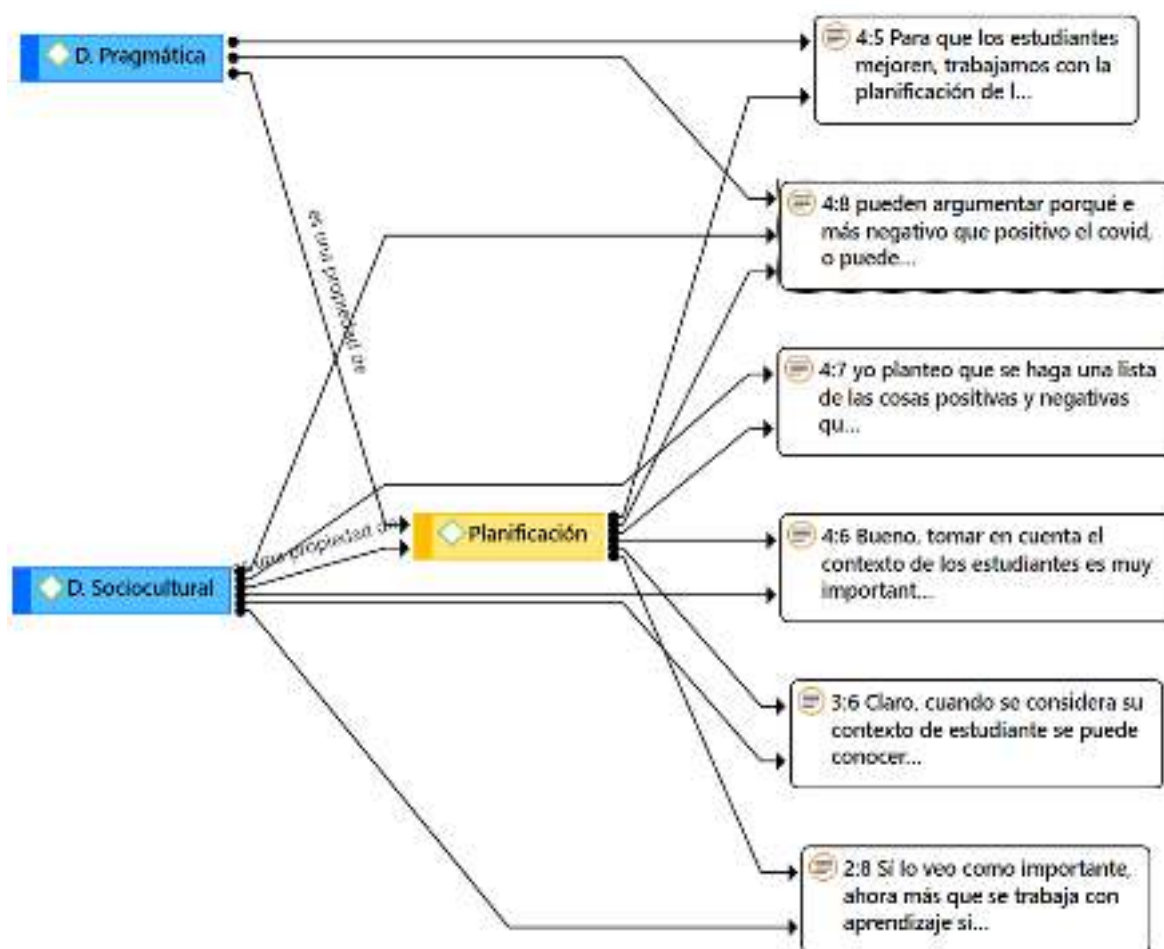 D. Pragmática
4:5 Para que los estudiantes
mejoren, trabajamos con la
planificación de l...
es una propiedad de
4:8 pueden argumentar porqué e
más negativo que positivo el covid,
o puede...
4:7 yo planteo que se haga una lista
de las cosas positivas y negativas
qu...
propiedad de
Planificación
D. Sociocultural
4:6 Bueno, tomar en cuenta el
contexto de los estudiantes es muy
important...
3:6 Claro, cuando se considera su
contexto de estudiante se puede
conocer...
2:8 Sí lo veo como importante,
ahora más que se trabaja con
aprendizaje si...